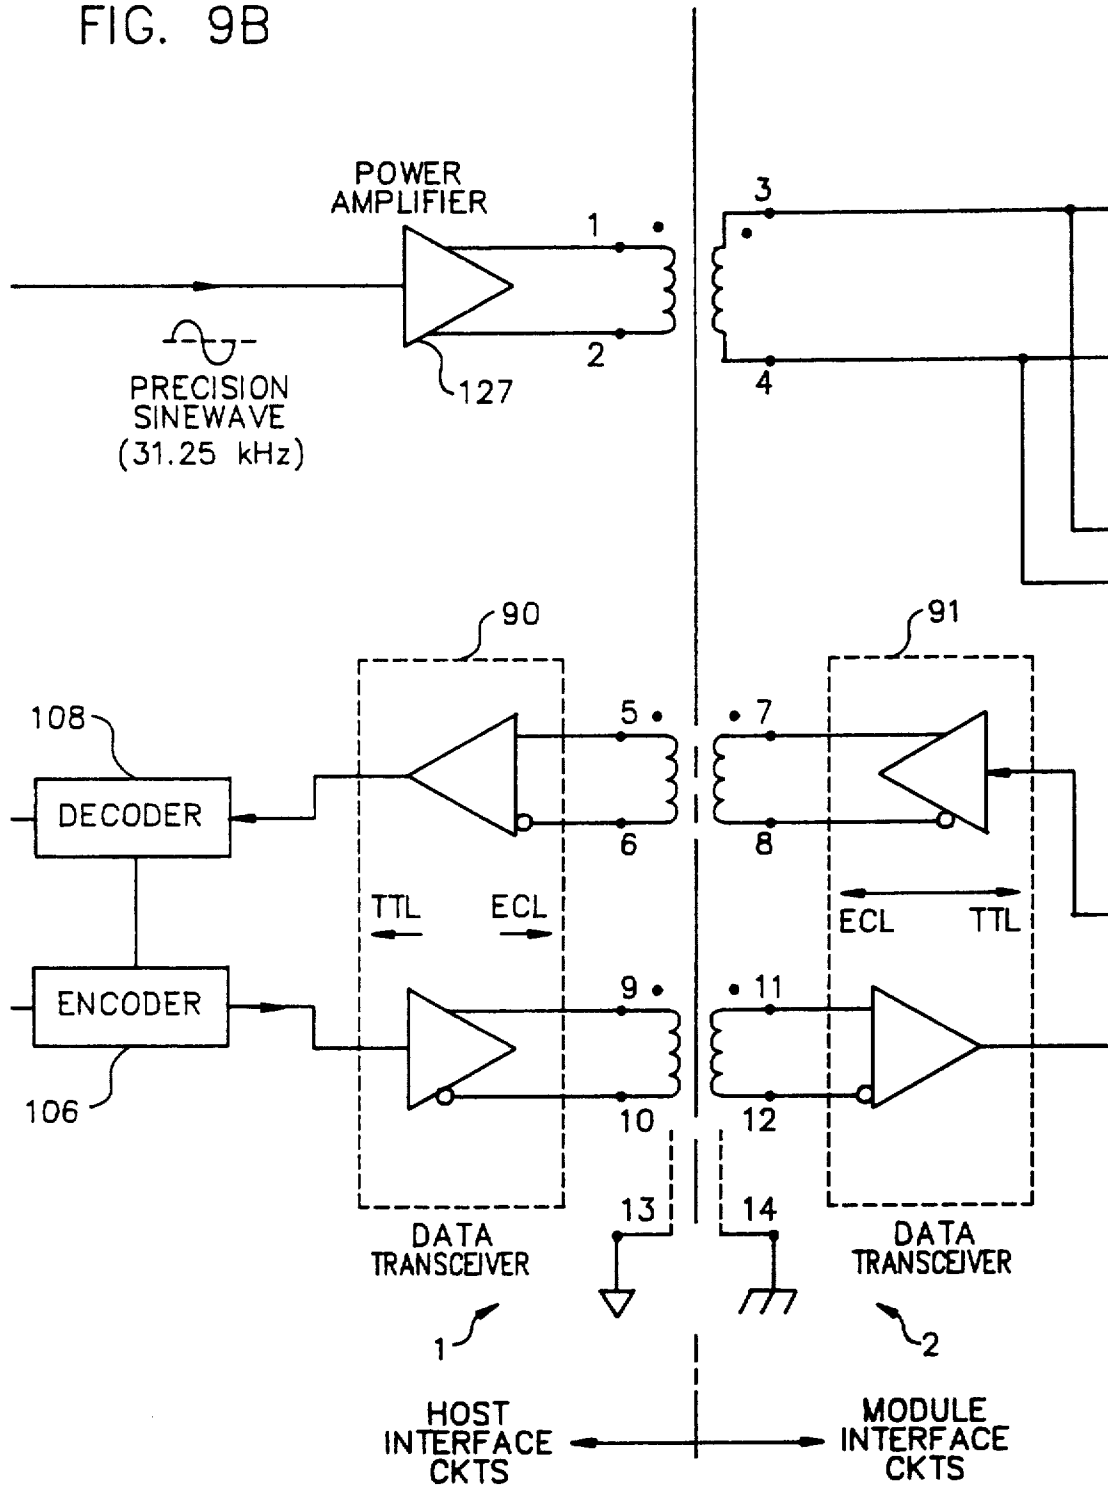 FIG. 9B
POWER
AMPLIFIER
1
2
3
4
127
PRECISION
SINEWAVE
(31.25 kHz)
90
91
108
DECODER
5
6
7
8
TTL
ECL
ECL
TTL
ENCODER
106
9
10
11
12
13
14
DATA
TRANSCEIVER
DATA
TRANSCEIVER
1
2
HOST
INTERFACE
CKTS
MODULE
INTERFACE
CKTS